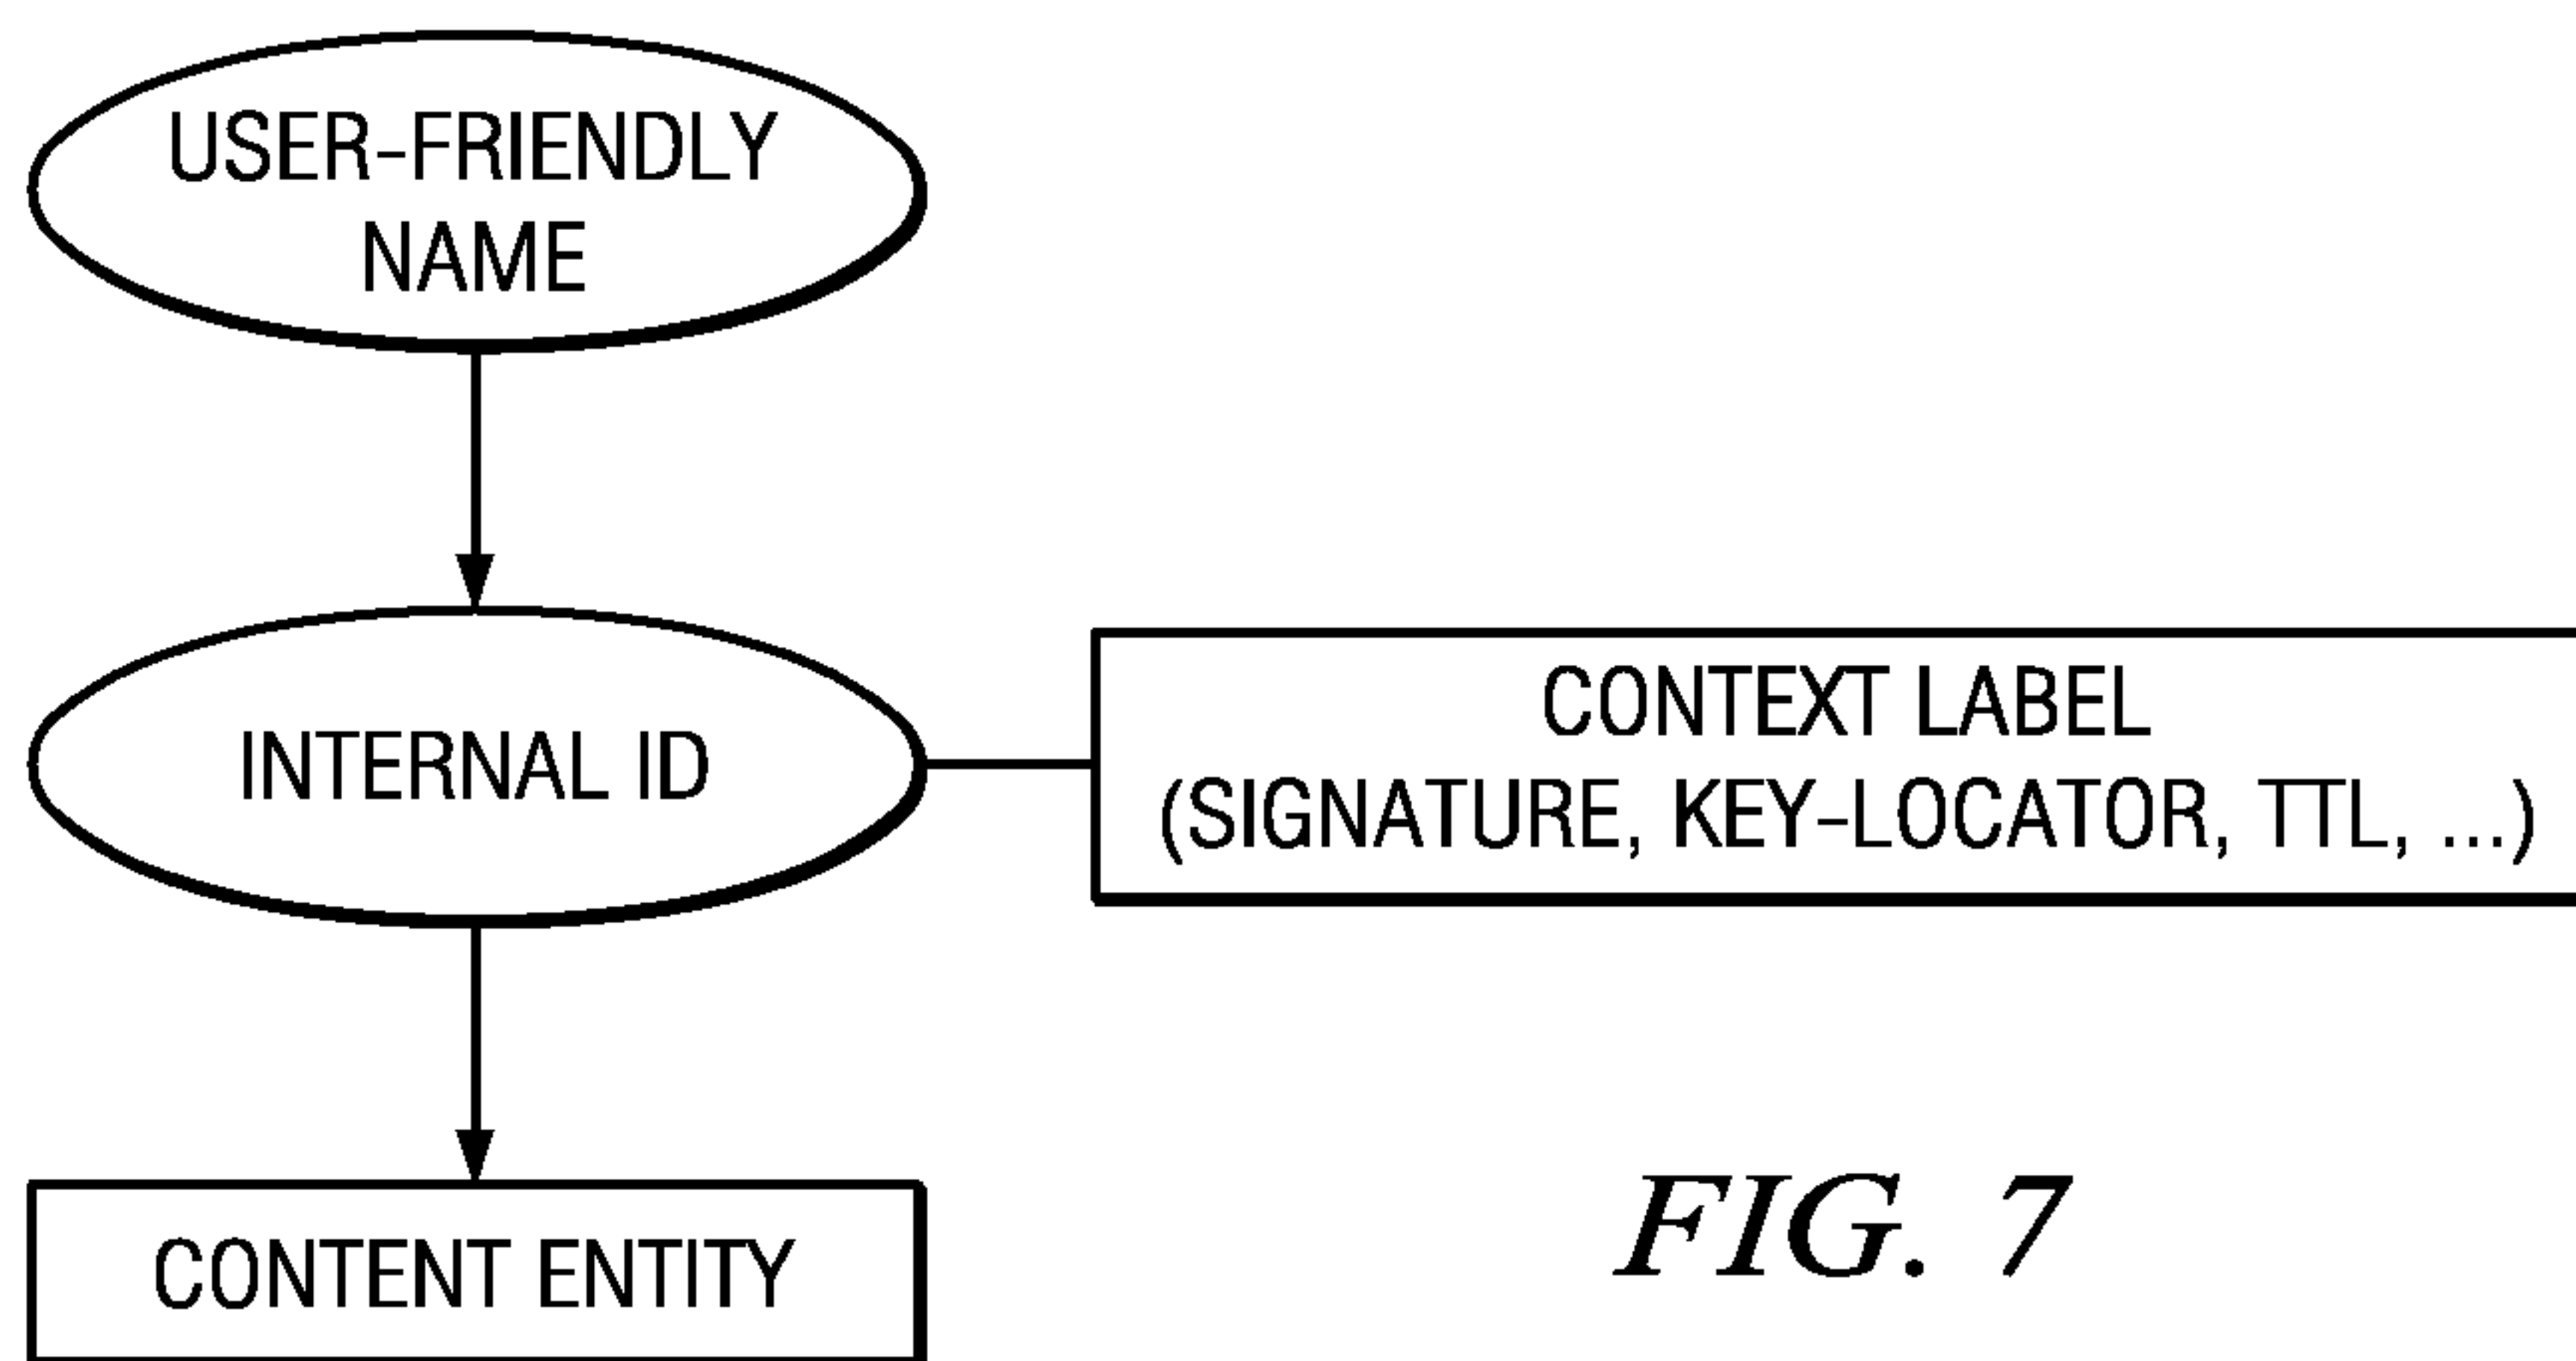 USER-FRIENDLY
NAME
INTERNAL ID
CONTEXT LABEL
(SIGNATURE, KEY-LOCATOR, TTL, ...)
CONTENT ENTITY
FIG. 7